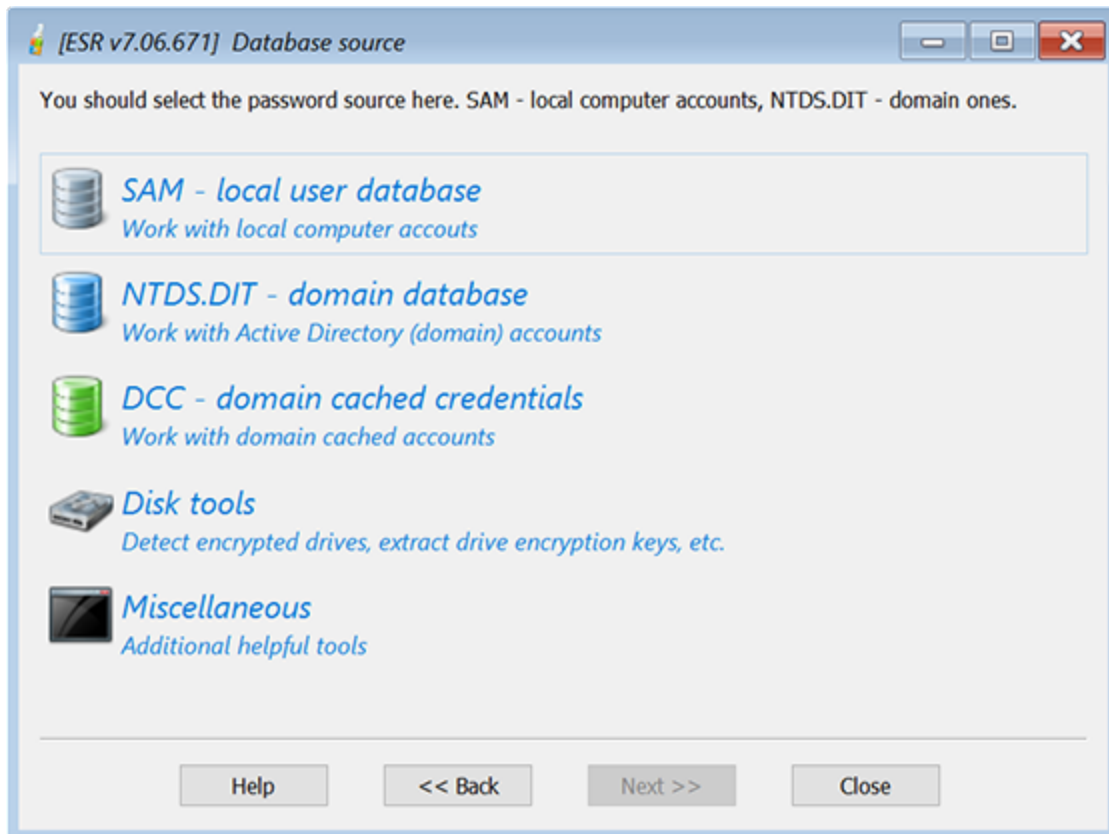 [ESR v7.06.671] Database source
You should select the password source here. SAM - local computer accounts, NTDS.DIT - domain ones.
SAM - local user database
Work with local computer accouts
NTDS.DIT - domain database
Work with Active Directory (domain) accounts
DCC - domain cached credentials
Work with domain cached accounts
Disk tools
Detect encrypted drives, extract drive encryption keys, etc.
Miscellaneous
Additional helpful tools
Help << Back Next >> Close